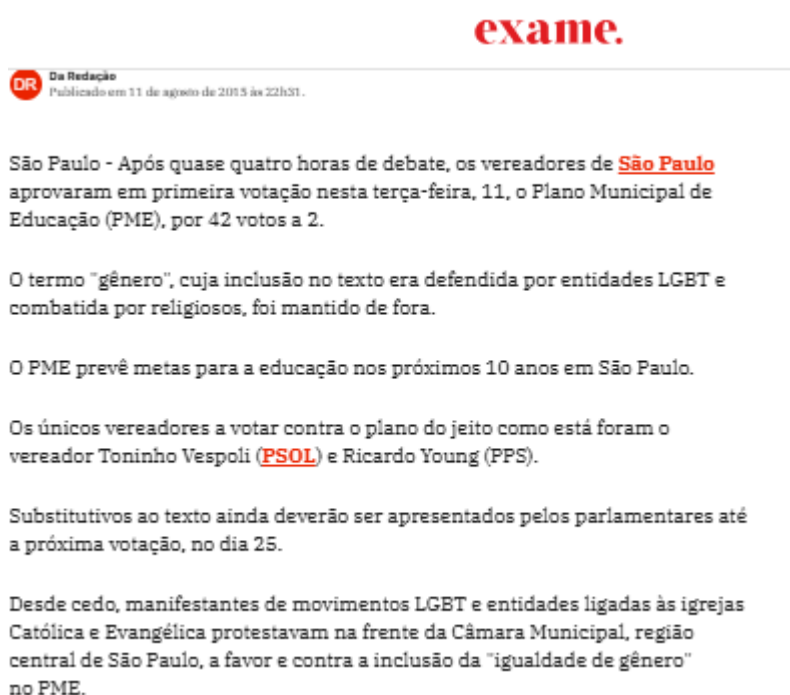 exame.
DR Da Redação
Publicado em 11 de agosto de 2015 às 22h31.
São Paulo - Após quase quatro horas de debate, os vereadores de São Paulo
aprovaram em primeira votação nesta terça-feira, 11, o Plano Municipal de
Educação (PME), por 42 votos a 2.
O termo "gênero", cuja inclusão no texto era defendida por entidades LGBT e
combatida por religiosos, foi mantido de fora.
O PME prevê metas para a educação nos próximos 10 anos em São Paulo.
Os únicos vereadores a votar contra o plano do jeito como está foram o
vereador Toninho Vespoli (PSOL) e Ricardo Young (PPS).
Substitutivos ao texto ainda deverão ser apresentados pelos parlamentares até
a próxima votação, no dia 25.
Desde cedo, manifestantes de movimentos LGBT e entidades ligadas às igrejas
Católica e Evangélica protestavam na frente da Câmara Municipal, região
central de São Paulo, a favor e contra a inclusão da "igualdade de gênero"
no PME.